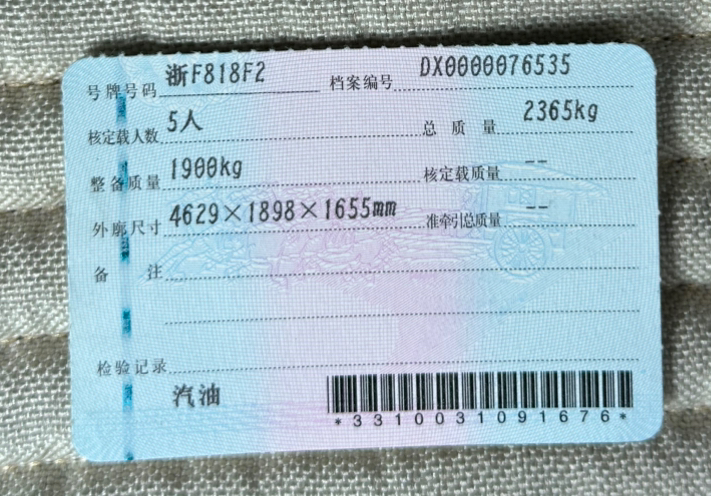 号牌号码 浙F818F2 档案编号 DX0000076535
核定载人数 5人 总 质 量 2365kg
整备质量 1900kg 核定载质量 --
外廓尺寸 4629×1898×1655mm 准牵引总质量 --
备 注
检验记录
汽油
*3310031091676*